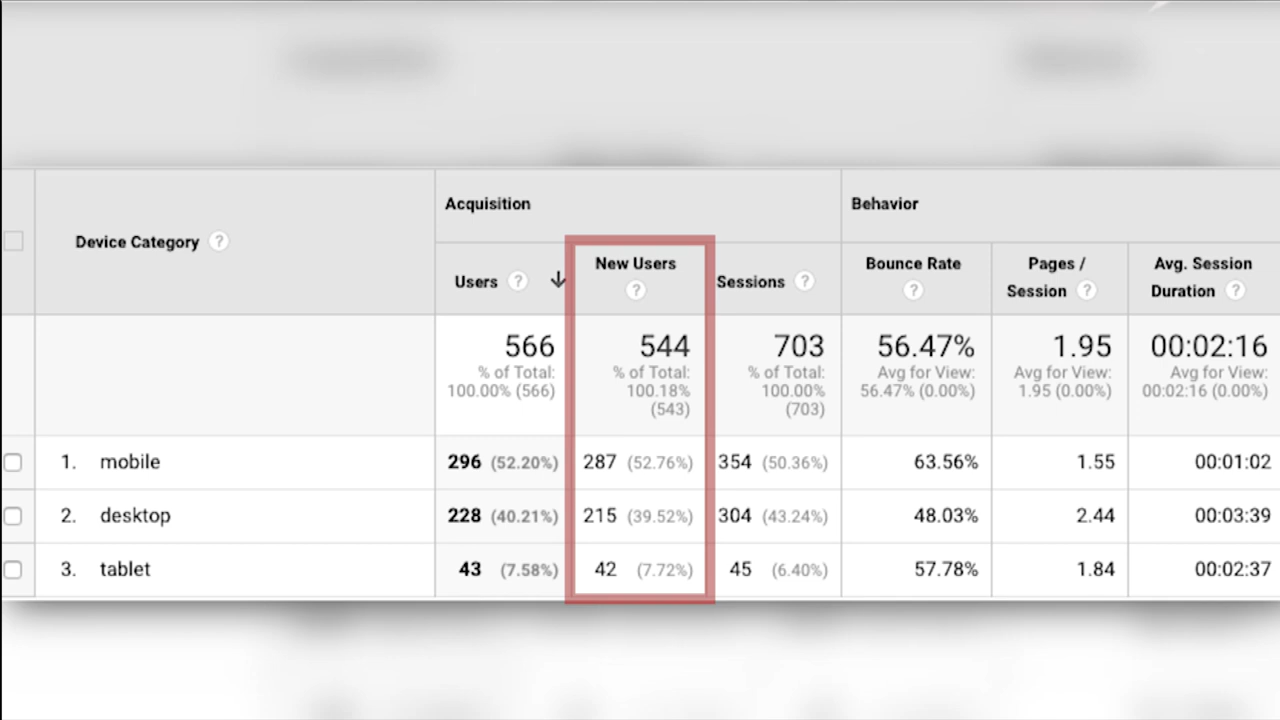 Acquisition Behavior
Device Category ?
Users ? ↓ New Users ? Sessions ? Bounce Rate ? Pages / Session ? Avg. Session Duration ?
566 544 703 56.47% 1.95 00:02:16
% of Total: 100.00% (566) % of Total: 100.18% (543) % of Total: 100.00% (703) Avg for View: 56.47% (0.00%) Avg for View: 1.95 (0.00%) Avg for View: 00:02:16 (0.00%)
1. mobile 296 (52.20%) 287 (52.76%) 354 (50.36%) 63.56% 1.55 00:01:02
2. desktop 228 (40.21%) 215 (39.52%) 304 (43.24%) 48.03% 2.44 00:03:39
3. tablet 43 (7.58%) 42 (7.72%) 45 (6.40%) 57.78% 1.84 00:02:37